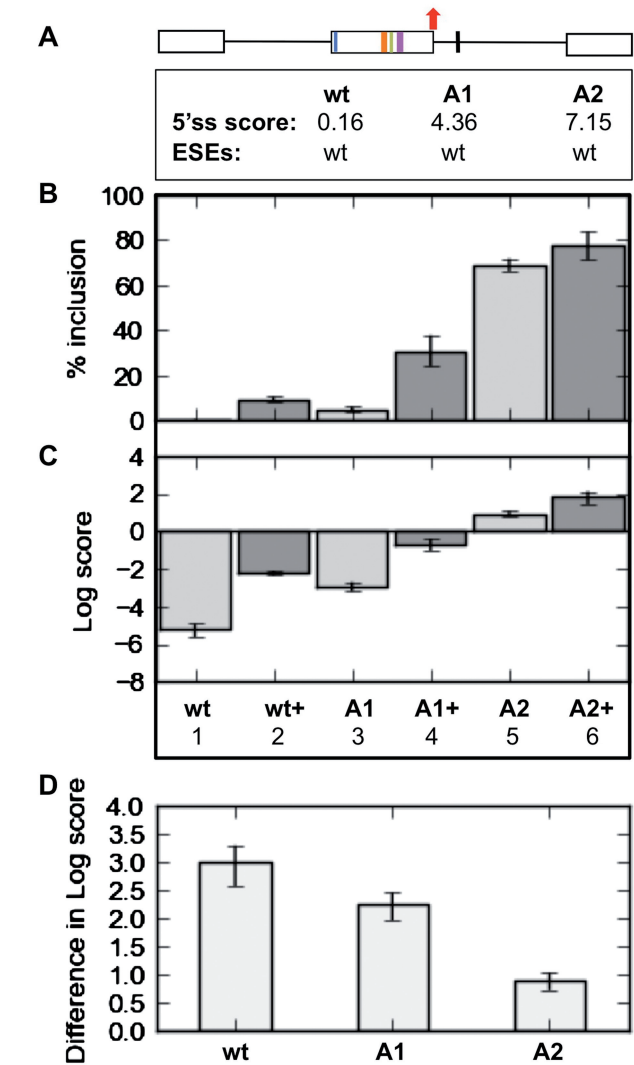 A
wt A1 A2
5'ss score: 0.16 4.36 7.15
ESEs: wt wt wt
B
% inclusion
100
80
60
40
20
0
C
Log score
4
2
0
−2
−4
−6
−8
wt wt+ A1 A1+ A2 A2+
1 2 3 4 5 6
D
Difference in Log score
4.0
3.5
3.0
2.5
2.0
1.5
1.0
0.5
0.0
wt A1 A2